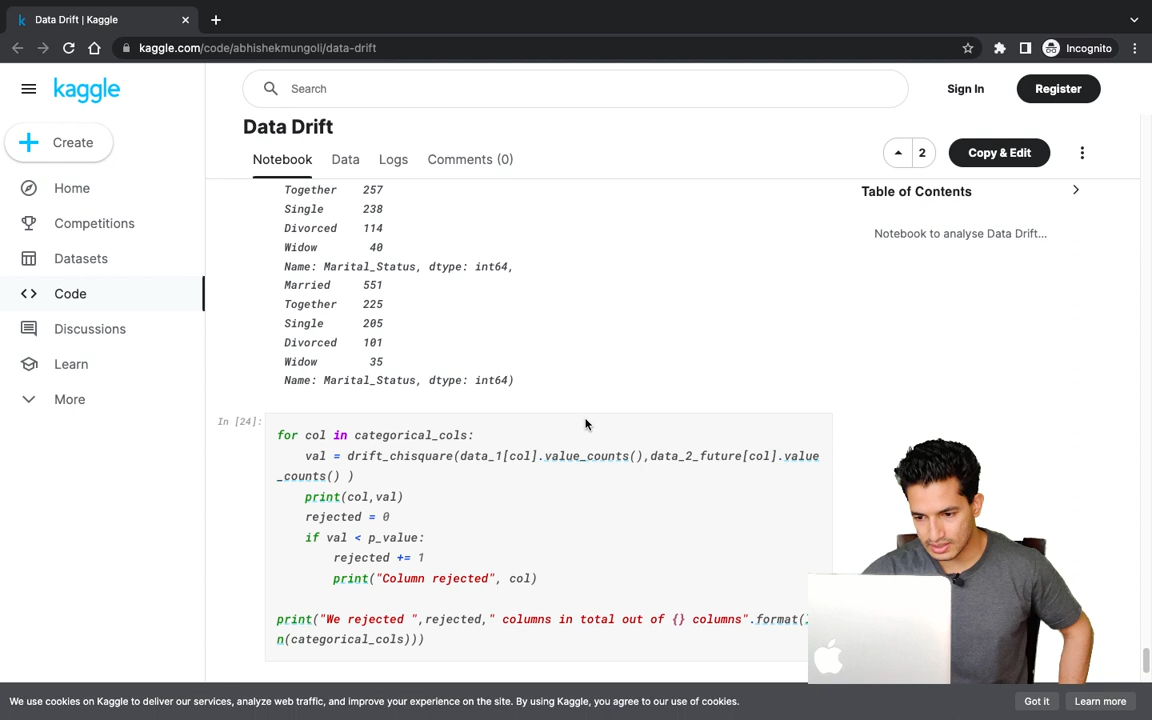 Data Drift | Kaggle
kaggle.com/code/abhishekmungoli/data-drift
Incognito
kaggle
Search
Sign In
Register
Create
Data Drift
Notebook
Data
Logs
Comments (0)
2
Copy & Edit
Home
Competitions
Datasets
Code
Discussions
Learn
More
Table of Contents
Notebook to analyse Data Drift...
Together 257
Single 238
Divorced 114
Widow 40
Name: Marital_Status, dtype: int64,
Married 551
Together 225
Single 205
Divorced 101
Widow 35
Name: Marital_Status, dtype: int64)
In [24]:
for col in categorical_cols:
val = drift_chisquare(data_1[col].value_counts(),data_2_future[col].value
_counts() )
print(col,val)
rejected = 0
if val < p_value:
rejected += 1
print("Column rejected", col)
print("We rejected ",rejected," columns in total out of {} columns".format(
n(categorical_cols)))
We use cookies on Kaggle to deliver our services, analyze web traffic, and improve your experience on the site. By using Kaggle, you agree to our use of cookies.
Got it
Learn more